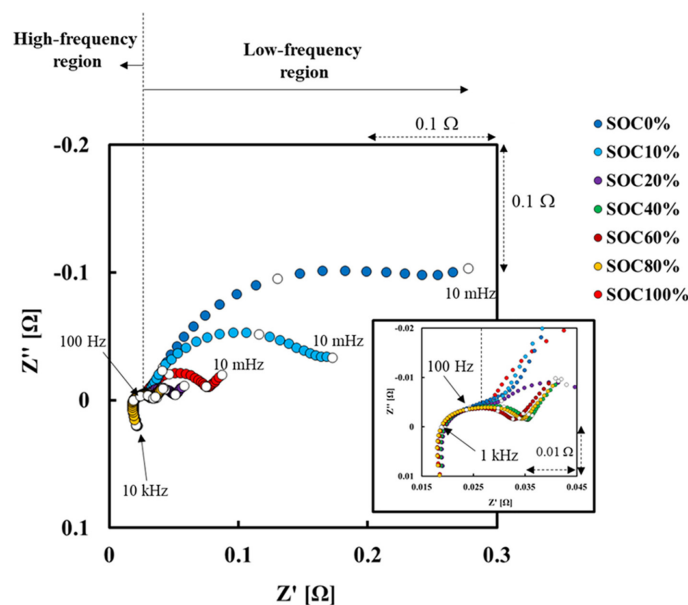 High-frequency
region
Low-frequency
region
0.1 Ω
-0.2
-0.1
0
0.1
Z'' [Ω]
0.1 Ω
SOC0%
SOC10%
SOC20%
SOC40%
SOC60%
SOC80%
SOC100%
10 mHz
10 mHz
10 mHz
100 Hz
10 kHz
0
0.1
0.2
0.3
Z' [Ω]
-0.02
-0.01
0
0.01
Z'' [Ω]
100 Hz
1 kHz
0.01 Ω
0.01 Ω
0.015
0.025
0.035
0.045
Z' [Ω]